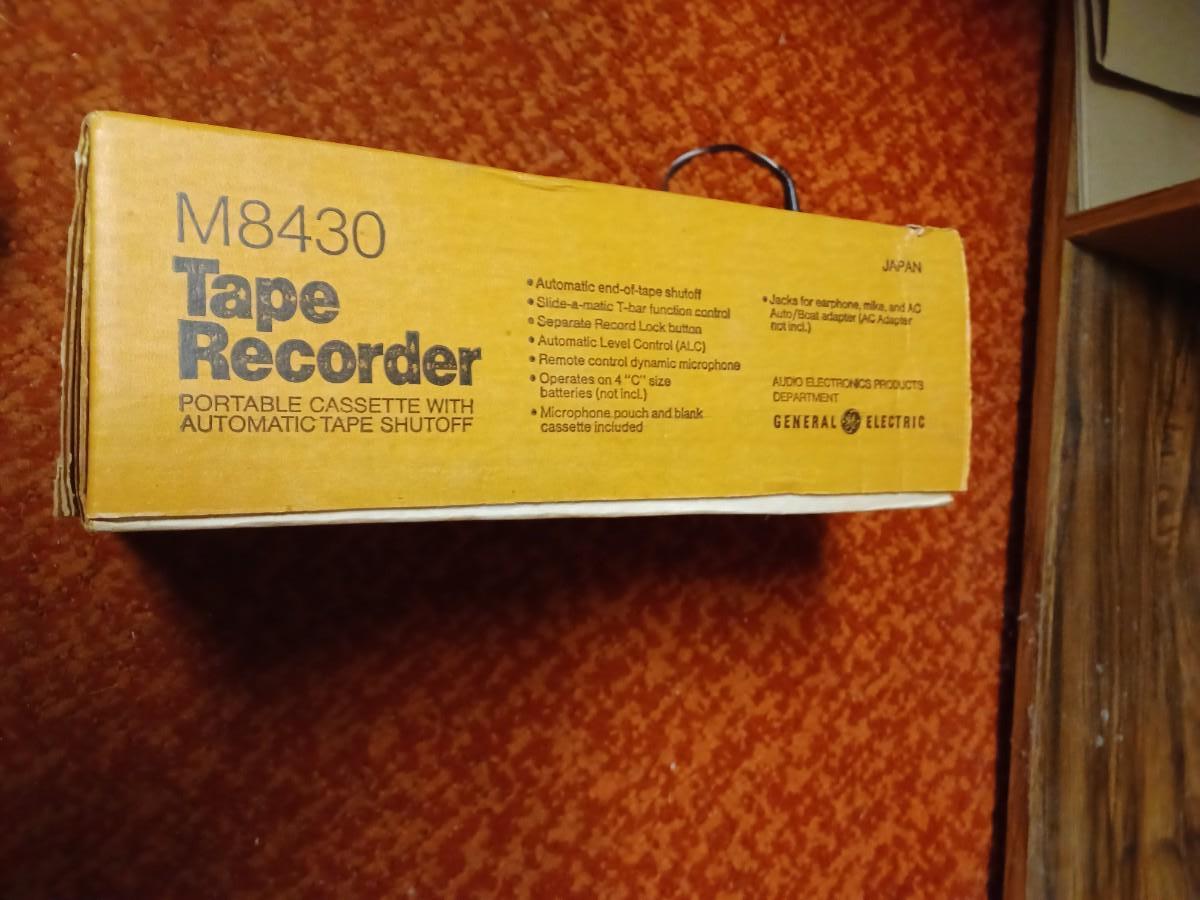 M8430
Tape
Recorder
PORTABLE CASSETTE WITH
AUTOMATIC TAPE SHUTOFF
• Automatic end-of-tape shutoff
• Slide-a-matic T-bar function control
• Separate Record Lock button
• Automatic Level Control (ALC)
• Remote control dynamic microphone
• Operates on 4 "C" size
batteries (not incl.)
• Microphone pouch and blank
cassette included
JAPAN
• Jacks for earphone, mike, and AC
Auto/Boat adapter (AC Adapter
not incl.)
AUDIO ELECTRONICS PRODUCTS
DEPARTMENT
GENERAL GE ELECTRIC